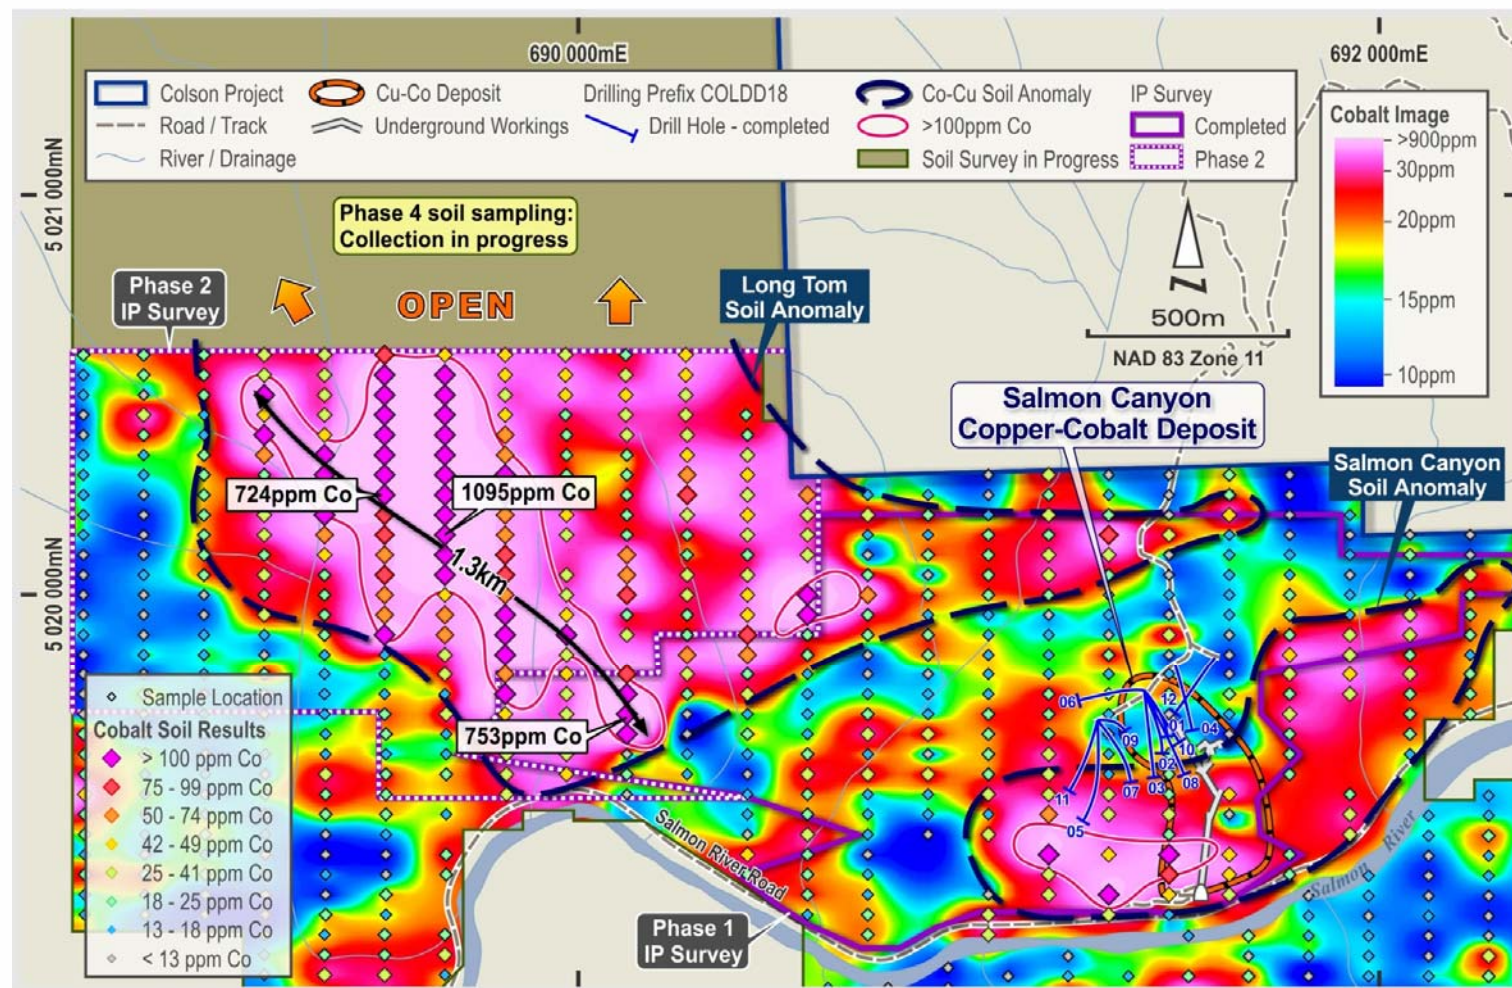 690 000mE
692 000mE
5 021 000mN
5 020 000mN
Colson Project
Cu-Co Deposit
Drilling Prefix COLDD18
Co-Cu Soil Anomaly
IP Survey
Road / Track
Underground Workings
Drill Hole - completed
>100ppm Co
Completed
River / Drainage
Soil Survey in Progress
Phase 2
Cobalt Image
>900ppm
30ppm
20ppm
15ppm
10ppm
Phase 4 soil sampling:
Collection in progress
Phase 2
IP Survey
OPEN
Long Tom
Soil Anomaly
N
500m
NAD 83 Zone 11
Salmon Canyon
Copper-Cobalt Deposit
Salmon Canyon
Soil Anomaly
724ppm Co
1095ppm Co
1.3km
753ppm Co
06
12
01
04
09
10
02
11
07
03
08
05
Sample Location
Cobalt Soil Results
> 100 ppm Co
75 - 99 ppm Co
50 - 74 ppm Co
42 - 49 ppm Co
25 - 41 ppm Co
18 - 25 ppm Co
13 - 18 ppm Co
< 13 ppm Co
Salmon River Road
Salmon River
Phase 1
IP Survey